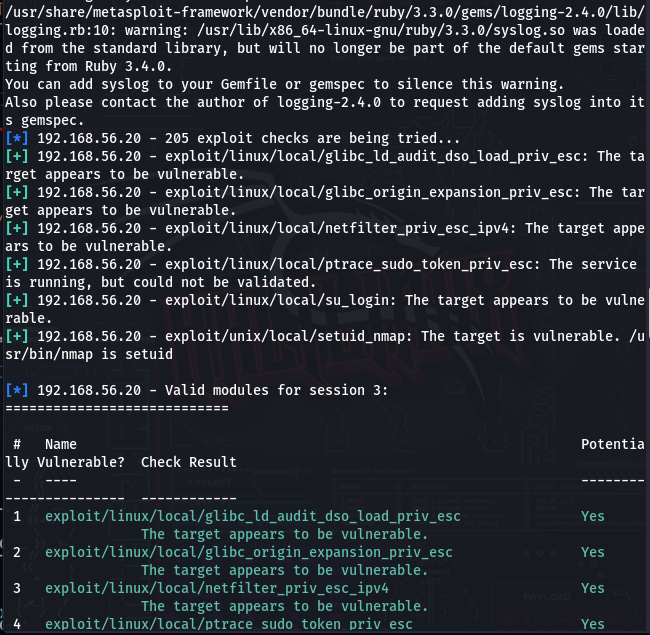 /usr/share/metasploit-framework/vendor/bundle/ruby/3.3.0/gems/logging-2.4.0/lib/
logging.rb:10: warning: /usr/lib/x86_64-linux-gnu/ruby/3.3.0/syslog.so was loade
d from the standard library, but will no longer be part of the default gems star
ting from Ruby 3.4.0.
You can add syslog to your Gemfile or gemspec to silence this warning.
Also please contact the author of logging-2.4.0 to request adding syslog into it
s gemspec.
[*] 192.168.56.20 - 205 exploit checks are being tried...
[+] 192.168.56.20 - exploit/linux/local/glibc_ld_audit_dso_load_priv_esc: The ta
rget appears to be vulnerable.
[+] 192.168.56.20 - exploit/linux/local/glibc_origin_expansion_priv_esc: The tar
get appears to be vulnerable.
[+] 192.168.56.20 - exploit/linux/local/netfilter_priv_esc_ipv4: The target appe
ars to be vulnerable.
[+] 192.168.56.20 - exploit/linux/local/ptrace_sudo_token_priv_esc: The service
is running, but could not be validated.
[+] 192.168.56.20 - exploit/linux/local/su_login: The target appears to be vulne
rable.
[+] 192.168.56.20 - exploit/unix/local/setuid_nmap: The target is vulnerable. /u
sr/bin/nmap is setuid
[*] 192.168.56.20 - Valid modules for session 3:
============================
 #   Name                                                               Potentia
lly Vulnerable?  Check Result
 -   ----                                                               --------
---------------  ------------
 1   exploit/linux/local/glibc_ld_audit_dso_load_priv_esc               Yes
                 The target appears to be vulnerable.
 2   exploit/linux/local/glibc_origin_expansion_priv_esc                Yes
                 The target appears to be vulnerable.
 3   exploit/linux/local/netfilter_priv_esc_ipv4                        Yes
                 The target appears to be vulnerable.
 4   exploit/linux/local/ptrace_sudo_token_priv_esc                     Yes